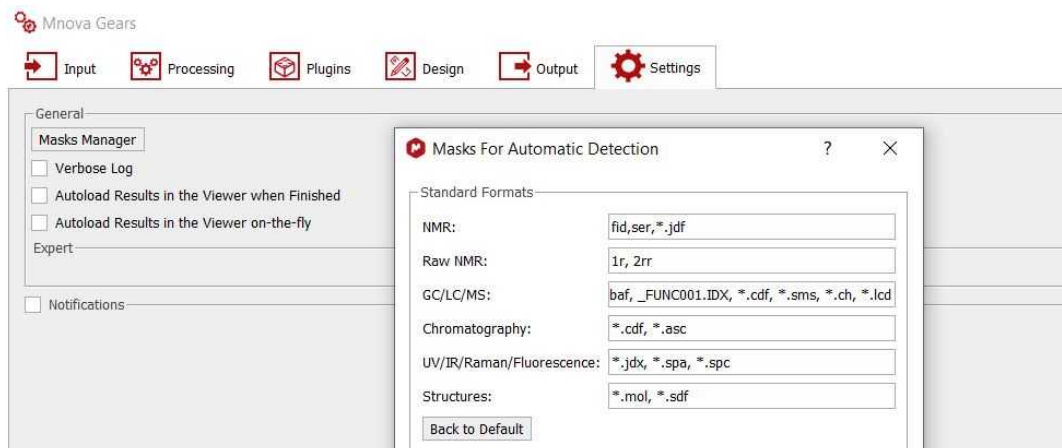 Mnova Gears
Input Processing Plugins Design Output Settings
General
Masks Manager
Verbose Log
Autoload Results in the Viewer when Finished
Autoload Results in the Viewer on-the-fly
Expert
Notifications
Masks For Automatic Detection ?
Standard Formats
NMR: fid,ser,*.jdf
Raw NMR: 1r, 2rr
GC/LC/MS: baf, _FUNC001.IDX, *.cdf, *.sms, *.ch, *.lcd
Chromatography: *.cdf, *.asc
UV/IR/Raman/Fluorescence: *.jdx, *.spa, *.spc
Structures: *.mol, *.sdf
Back to Default